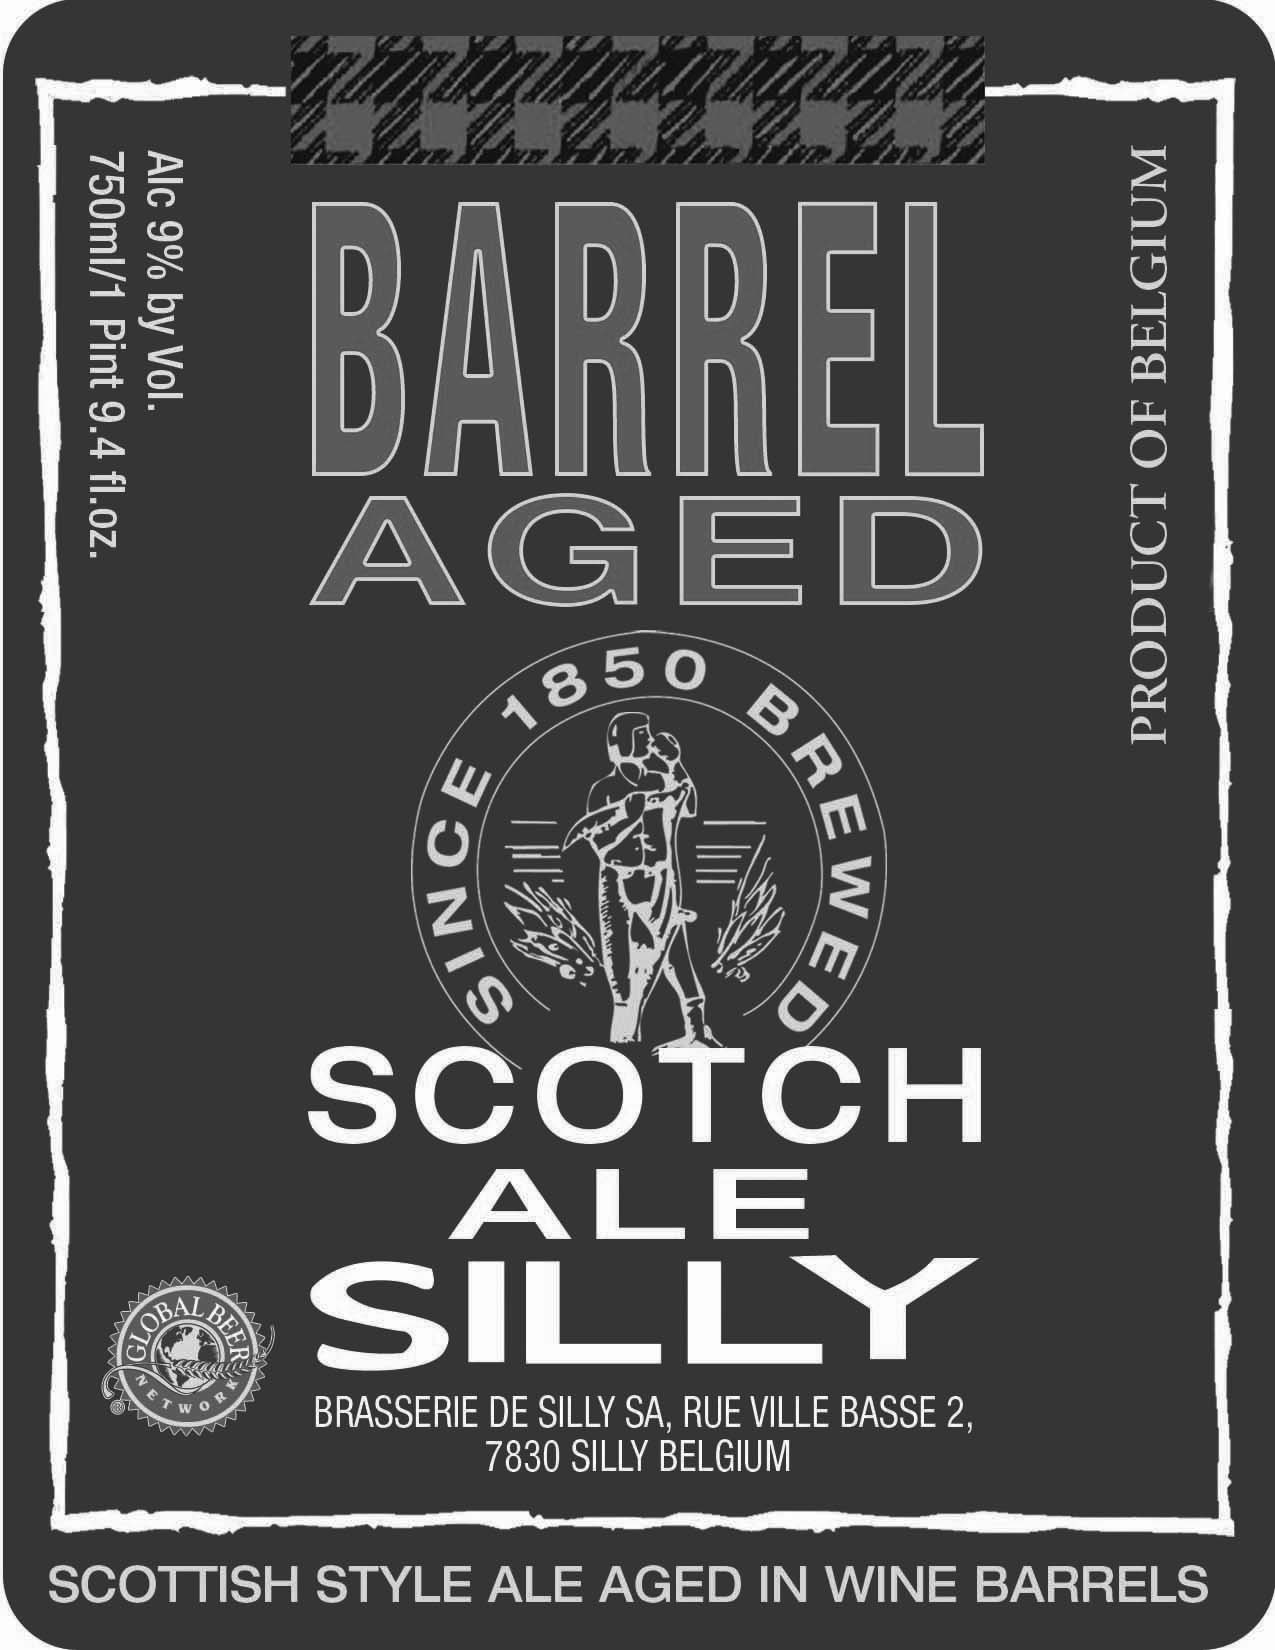 Alc 9% by Vol.
750ml/1 Pint 9.4 fl.oz.
PRODUCT OF BELGIUM
BARREL
AGED
SINCE 1850 BREWED
SCOTCH
ALE
SILLY
GLOBAL BEER
NETWORK
®
BRASSERIE DE SILLY SA, RUE VILLE BASSE 2,
7830 SILLY BELGIUM
SCOTTISH STYLE ALE AGED IN WINE BARRELS